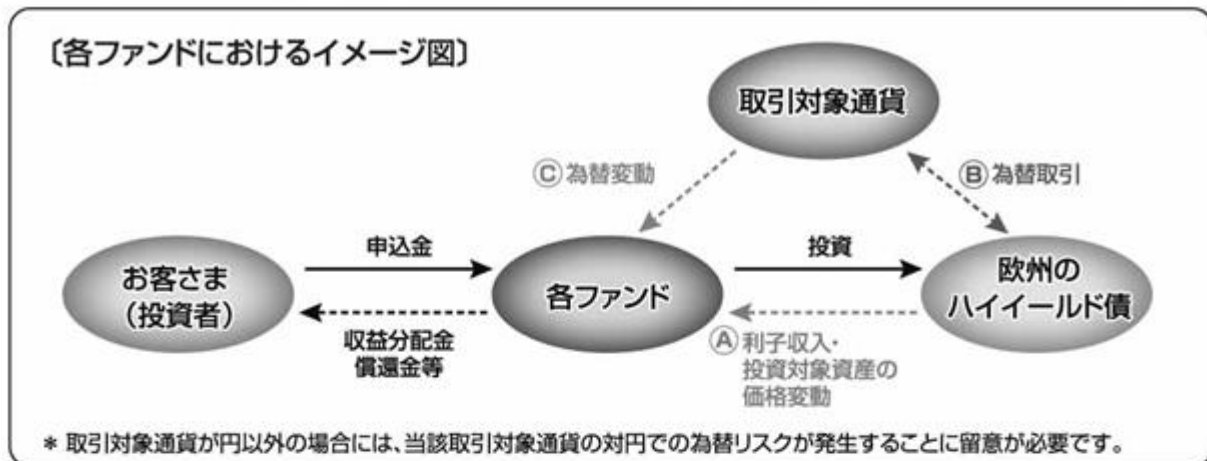 〔各ファンドにおけるイメージ図〕
取引対象通貨
Ⓒ為替変動
Ⓑ為替取引
お客さま
（投資者）
申込金
収益分配金
償還金等
各ファンド
投資
Ⓐ利子収入・
投資対象資産の
価格変動
欧州の
ハイイールド債
* 取引対象通貨が円以外の場合には、当該取引対象通貨の対円での為替リスクが発生することに留意が必要です。